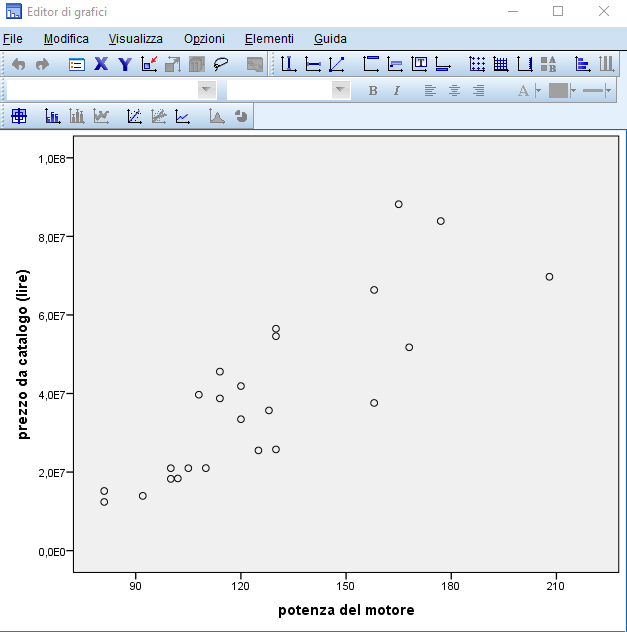 Editor di grafici
File Modifica Visualizza Opzioni Elementi Guida
X Y
B I A
1,0E8
8,0E7
6,0E7
4,0E7
2,0E7
0,0E0
prezzo da catalogo (lire)
90 120 150 180 210
potenza del motore